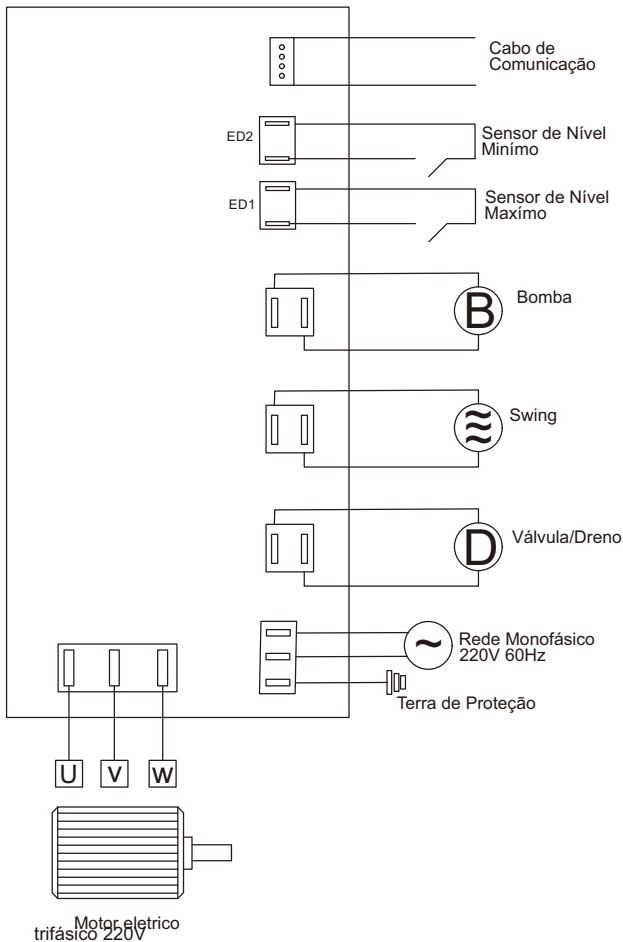 Cabo de
Comunicação
ED2
Sensor de Nível
Minímo
ED1
Sensor de Nível
Maxímo
B
Bomba
Swing
D
Válvula/Dreno
~
Rede Monofásico
220V 60Hz
Terra de Proteção
U V W
Motor eletrico
trifásico 220V